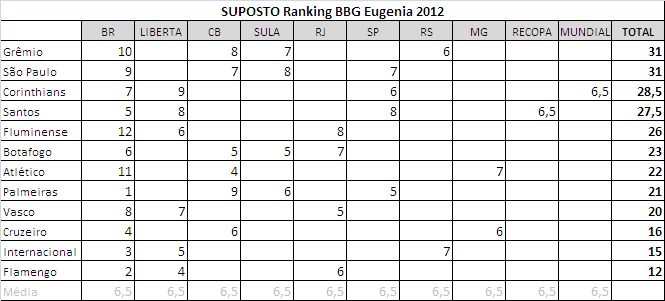 SUPOSTO Ranking BBG Eugenia 2012
BR LIBERTA CB SULA RJ SP RS MG RECOPA MUNDIAL TOTAL
Grêmio 10 8 7 6 31
São Paulo 9 7 8 7 31
Corinthians 7 9 6 6,5 28,5
Santos 5 8 8 6,5 27,5
Fluminense 12 6 8 26
Botafogo 6 5 5 7 23
Atlético 11 4 7 22
Palmeiras 1 9 6 5 21
Vasco 8 7 5 20
Cruzeiro 4 6 6 16
Internacional 3 5 7 15
Flamengo 2 4 6 12
Média 6,5 6,5 6,5 6,5 6,5 6,5 6,5 6,5 6,5 6,5